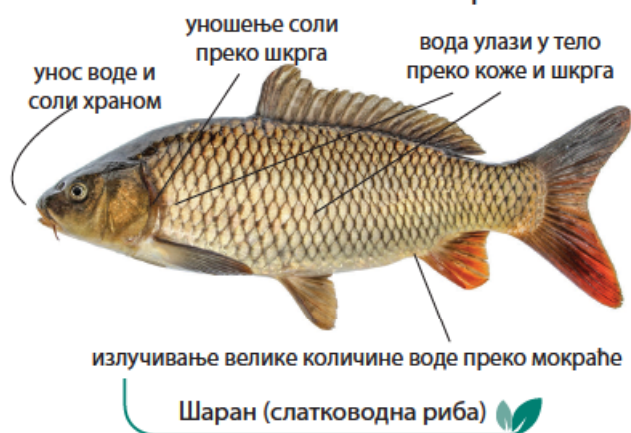 уношење соли
преко шкрга
вода улази у тело
преко коже и шкрга
унос воде и
соли храном
излучивање велике количине воде преко мокраће
Шаран (слатководна риба)